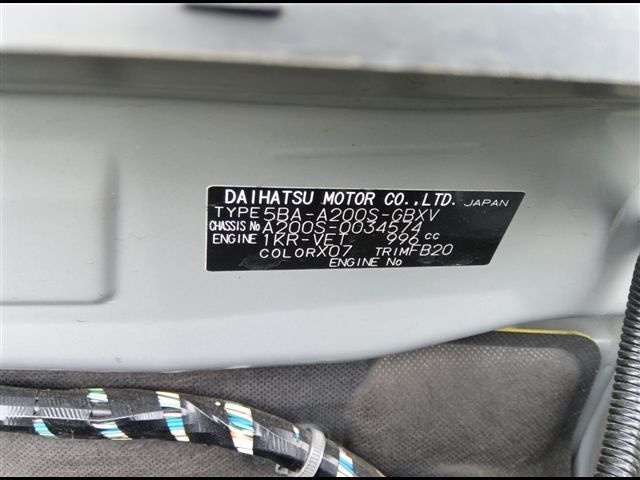 DAIHATSU MOTOR CO.,LTD. JAPAN
TYPE 5BA-A200S-GBXV
CHASSIS No A200S-0034574
ENGINE 1KR-VET 996 cc
COLOR X07 TRIM FB20
ENGINE No